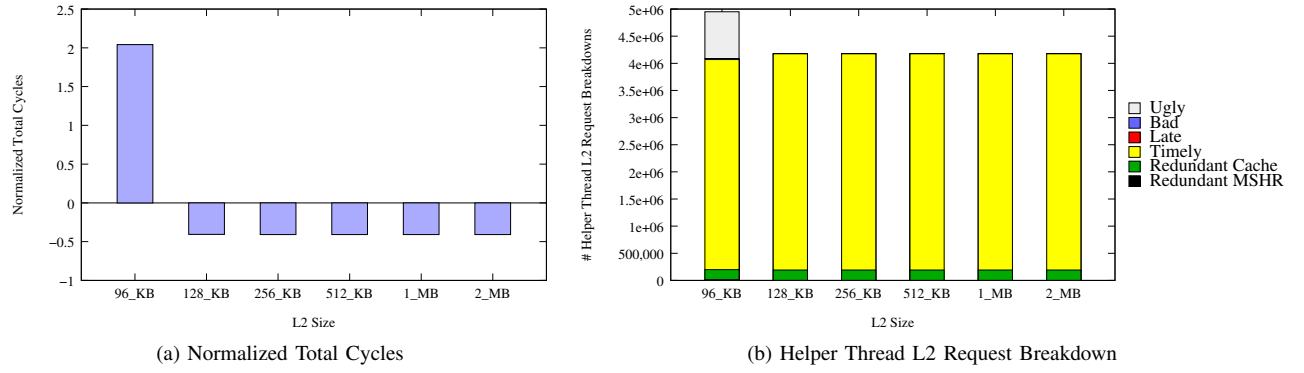 2.5
2
1.5
1
0.5
0
−0.5
−1
Normalized Total Cycles
96_KB 128_KB 256_KB 512_KB 1_MB 2_MB
L2 Size
(a) Normalized Total Cycles
5e+06
4.5e+06
4e+06
3.5e+06
3e+06
2.5e+06
2e+06
1.5e+06
1e+06
500,000
0
# Helper Thread L2 Request Breakdowns
96_KB 128_KB 256_KB 512_KB 1_MB 2_MB
L2 Size
Ugly
Bad
Late
Timely
Redundant Cache
Redundant MSHR
(b) Helper Thread L2 Request Breakdown